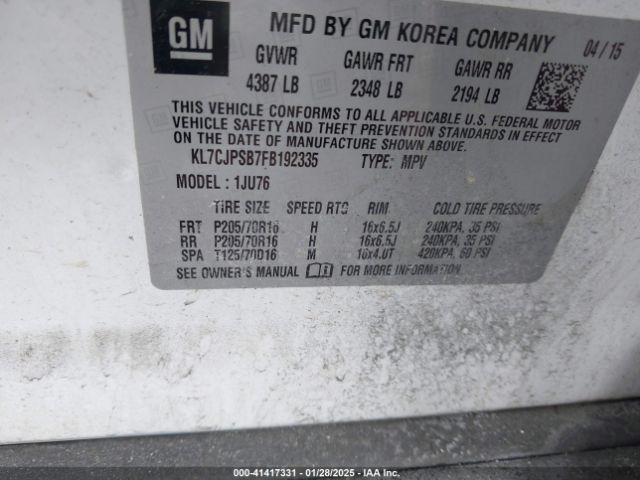 GM
MFD BY GM KOREA COMPANY 04/15
GVWR GAWR FRT GAWR RR
4387 LB 2348 LB 2194 LB
THIS VEHICLE CONFORMS TO ALL APPLICABLE U.S. FEDERAL MOTOR
VEHICLE SAFETY AND THEFT PREVENTION STANDARDS IN EFFECT
ON THE DATE OF MANUFACTURE SHOWN ABOVE.
KL7CJPSB7FB192335 TYPE: MPV
MODEL: 1JU76
TIRE SIZE SPEED RTG RIM COLD TIRE PRESSURE
FRT P205/70R16 H 16x6.5J 240KPA, 35 PSI
RR P205/70R16 H 16x6.5J 240KPA, 35 PSI
SPA T125/70D16 M 16x4.0T 420KPA, 60 PSI
SEE OWNER'S MANUAL FOR MORE INFORMATION.
000-41417331 | 01/28/2025 | IAA Inc.